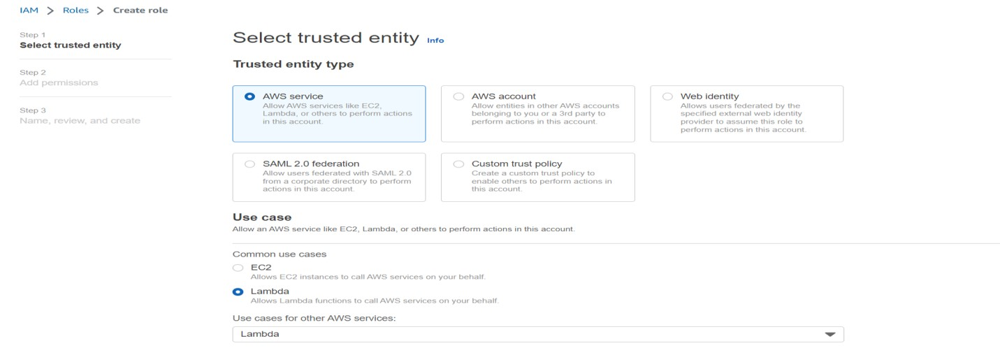 IAM > Roles > Create role
Step 1
Select trusted entity
Step 2
Add permissions
Step 3
Name, review, and create
Select trusted entity Info
Trusted entity type
AWS service
Allow AWS services like EC2,
Lambda, or others to perform actions
in this account.
AWS account
Allow entities in other AWS accounts
belonging to you or a 3rd party to
perform actions in this account.
Web identity
Allows users federated by the
specified external web identity
provider to assume this role to
perform actions in this account.
SAML 2.0 federation
Allow users federated with SAML 2.0
from a corporate directory to perform
actions in this account.
Custom trust policy
Create a custom trust policy to
enable others to perform actions in
this account.
Use case
Allow an AWS service like EC2, Lambda, or others to perform actions in this account.
Common use cases
EC2
Allows EC2 instances to call AWS services on your behalf.
Lambda
Allows Lambda functions to call AWS services on your behalf.
Use cases for other AWS services:
Lambda